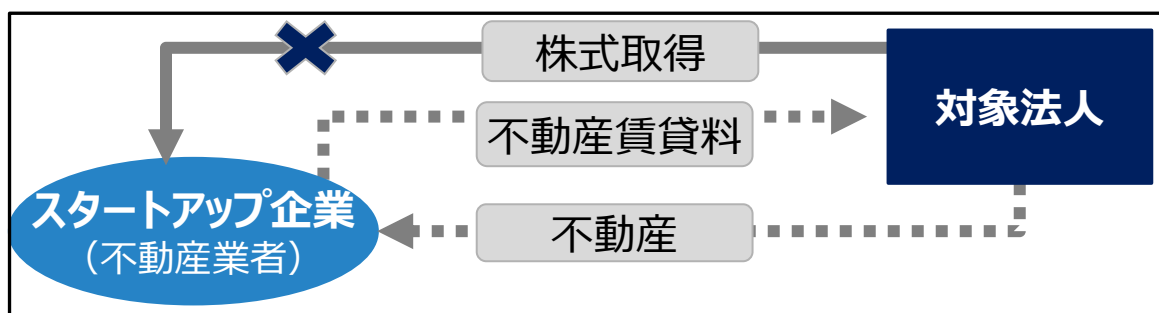 株式取得
対象法人
不動産賃貸料
スタートアップ企業
（不動産業者）
不動産